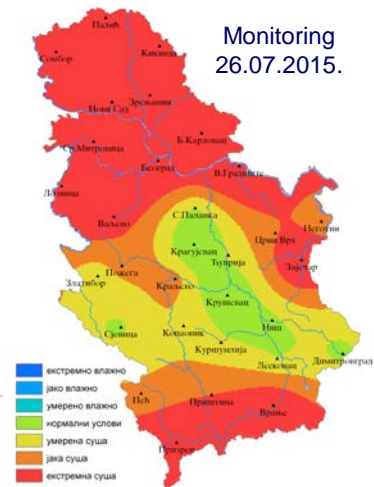 Monitoring
26.07.2015.
Палић
Сомбор
Кикинда
Нови Сад
Зрењанин
Ср.Митровица
Б.Карловац
Београд
В.Градиште
Лозница
Ваљево
С.Паланка
Неготин
Крагујевац
Црни Врх
Ћуприја
Зајечар
Пожега
Златибор
Краљево
Крушевац
Сјеница
Копаоник
Ниш
Куршумлија
Димитровград
Лесковац
Пећ
Приштина
Врање
Призрен
екстремно влажно
јако влажно
умерено влажно
нормални услови
умерена суша
јака суша
екстремна суша